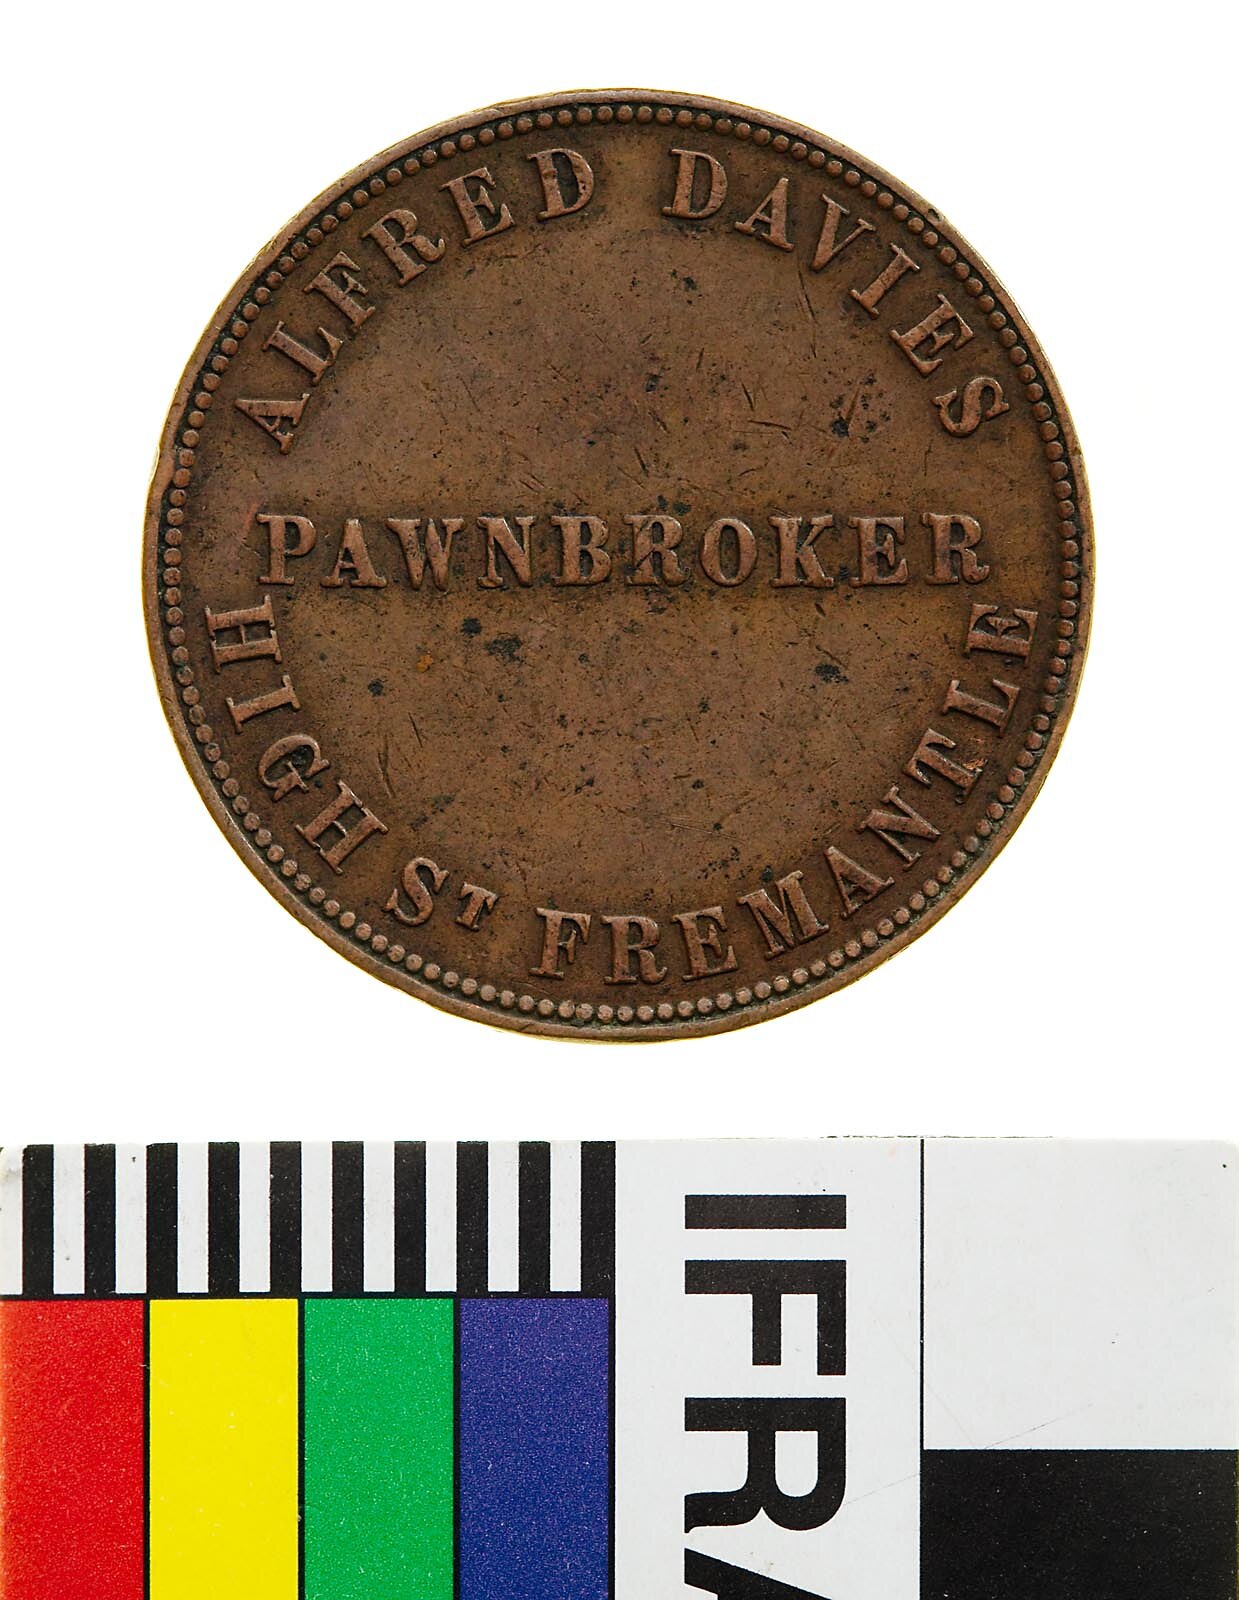 ALFRED DAVIES
PAWNBROKER
HIGH ST FREMANTLE
IFRA